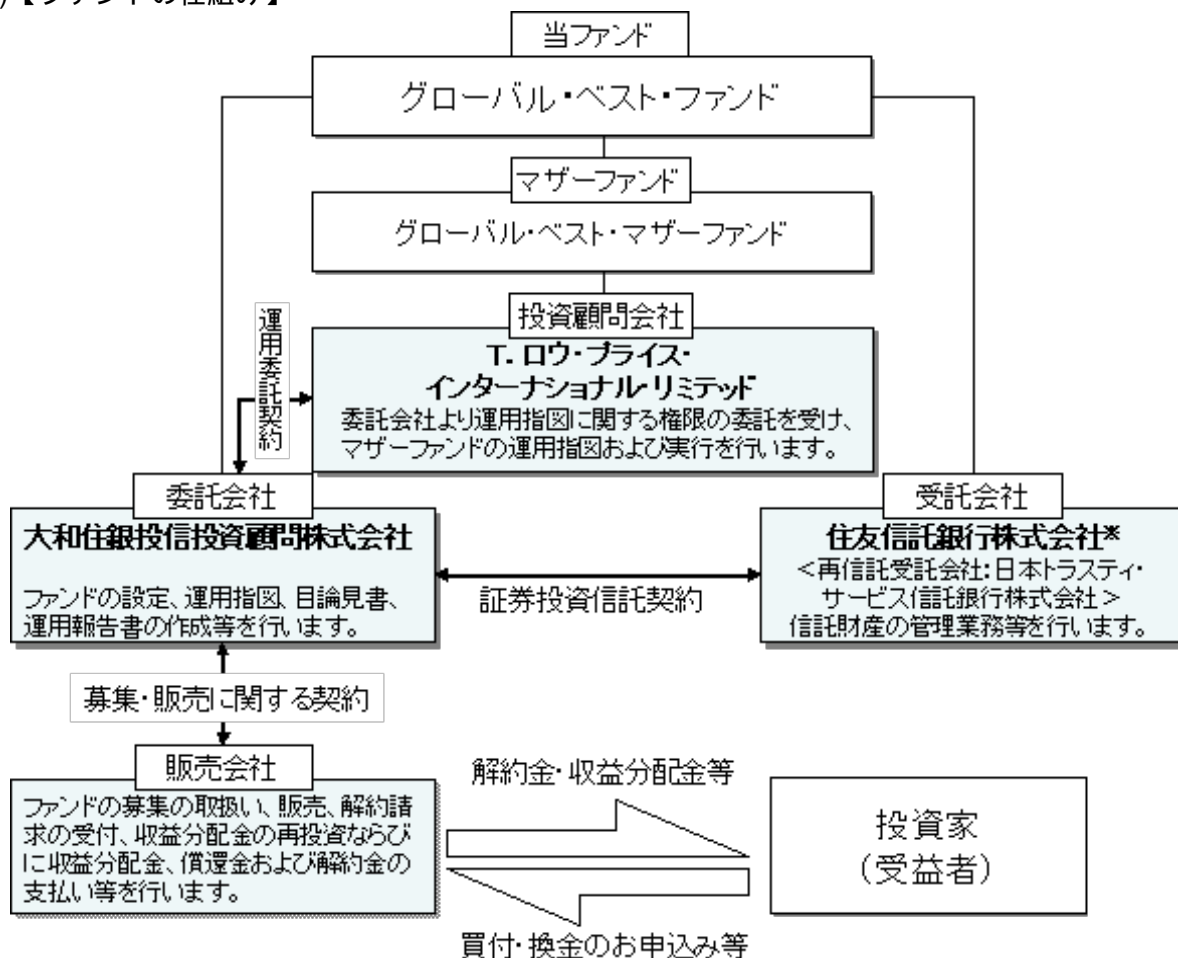 )【ファンドの仕組み】
当ファンド
グローバル・ベスト・ファンド
マザーファンド
グローバル・ベスト・マザーファンド
投資顧問会社
T. ロウ・プライス・
インターナショナル・リミテッド
委託会社より運用指図に関する権限の委託を受け、
マザーファンドの運用指図および実行を行います。
運用委託契約
委託会社
大和住銀投信投資顧問株式会社
ファンドの設定、運用指図、目論見書、
運用報告書の作成等を行います。
証券投資信託契約
受託会社
住友信託銀行株式会社※
<再信託受託会社:日本トラスティ・
サービス信託銀行株式会社>
信託財産の管理業務等を行います。
募集・販売に関する契約
販売会社
ファンドの募集の取扱い、販売、解約請
求の受付、収益分配金の再投資ならび
に収益分配金、償還金および解約金の
支払い等を行います。
解約金・収益分配金等
買付・換金のお申込み等
投資家
(受益者)